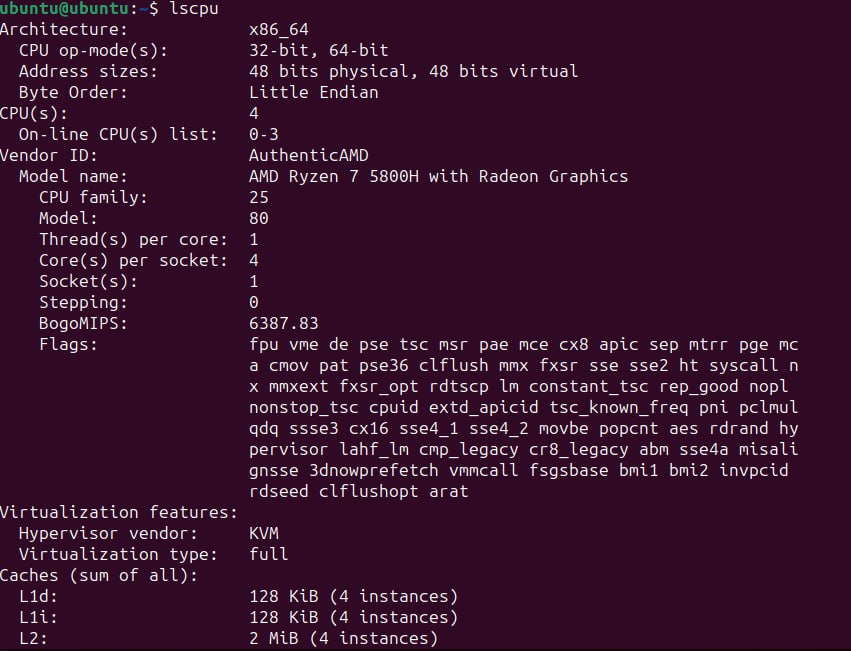 ubuntu@ubuntu:~$ lscpu
Architecture: x86_64
CPU op-mode(s): 32-bit, 64-bit
Address sizes: 48 bits physical, 48 bits virtual
Byte Order: Little Endian
CPU(s): 4
On-line CPU(s) list: 0-3
Vendor ID: AuthenticAMD
Model name: AMD Ryzen 7 5800H with Radeon Graphics
CPU family: 25
Model: 80
Thread(s) per core: 1
Core(s) per socket: 4
Socket(s): 1
Stepping: 0
BogoMIPS: 6387.83
Flags: fpu vme de pse tsc msr pae mce cx8 apic sep mtrr pge mc
a cmov pat pse36 clflush mmx fxsr sse sse2 ht syscall n
x mmxext fxsr_opt rdtscp lm constant_tsc rep_good nopl
nonstop_tsc cpuid extd_apicid tsc_known_freq pni pclmul
qdq ssse3 cx16 sse4_1 sse4_2 movbe popcnt aes rdrand hy
pervisor lahf_lm cmp_legacy cr8_legacy abm sse4a misali
gnsse 3dnowprefetch vmmcall fsgsbase bmi1 bmi2 invpcid
rdseed clflushopt arat
Virtualization features:
Hypervisor vendor: KVM
Virtualization type: full
Caches (sum of all):
L1d: 128 KiB (4 instances)
L1i: 128 KiB (4 instances)
L2: 2 MiB (4 instances)